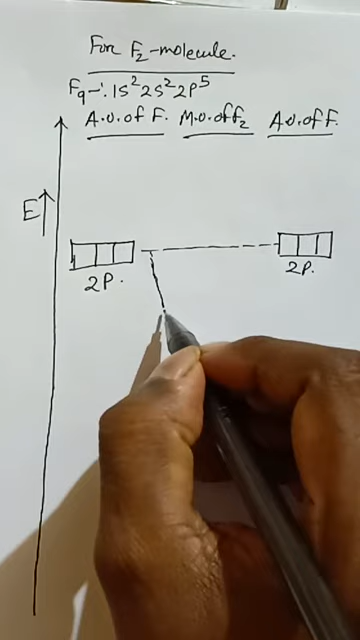 For F₂-molecule.
F₉-:. 1S² 2S² 2P⁵
A.O. of F. M.O. of F₂ A.O. of F.
E
2P. 2P.